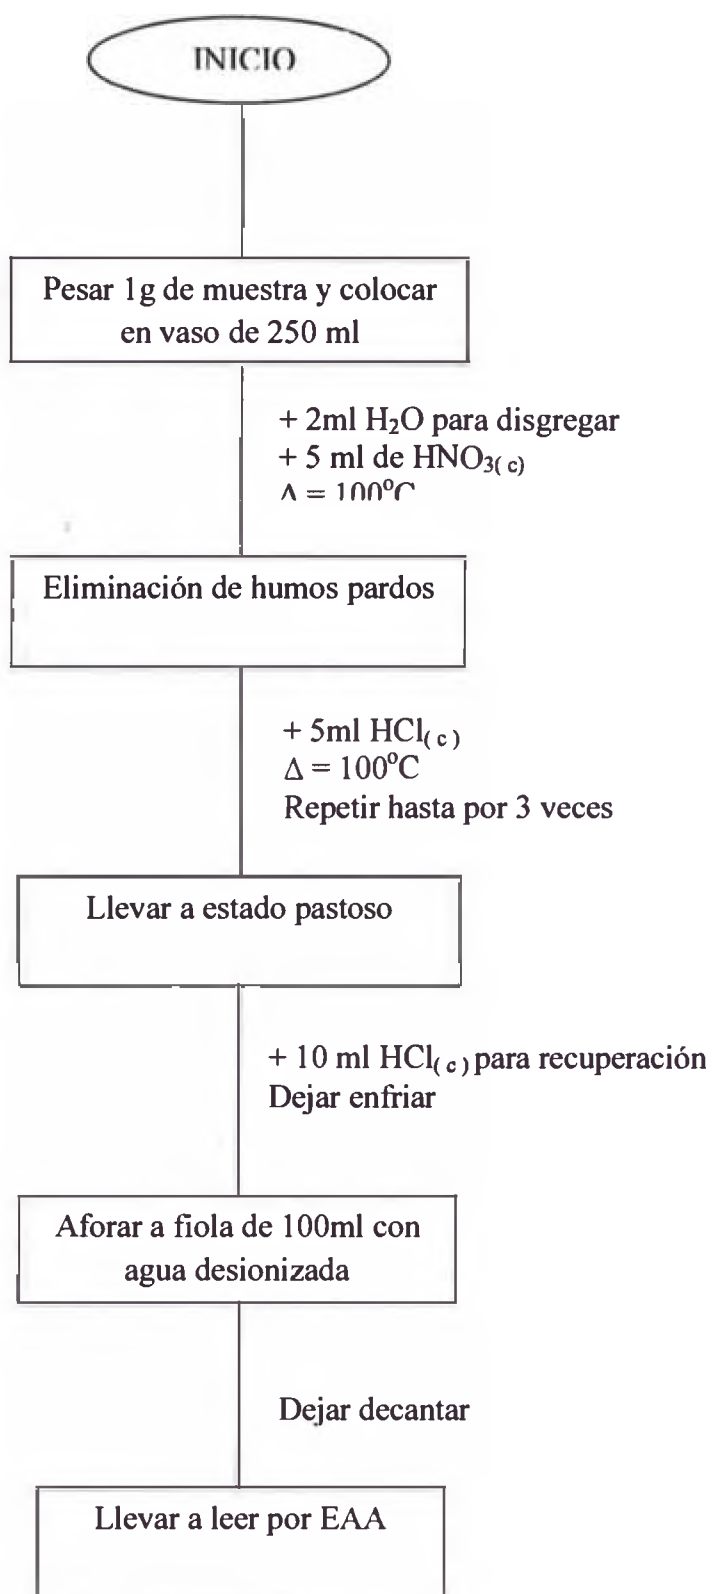 INICIO
Pesar 1g de muestra y colocar
en vaso de 250 ml
+ 2ml H₂O para disgregar
+ 5 ml de HNO₃₍ c₎
Δ = 100°C
Eliminación de humos pardos
+ 5ml HCl₍ c ₎
Δ = 100°C
Repetir hasta por 3 veces
Llevar a estado pastoso
+ 10 ml HCl₍ c ₎ para recuperación
Dejar enfriar
Aforar a fiola de 100ml con
agua desionizada
Dejar decantar
Llevar a leer por EAA